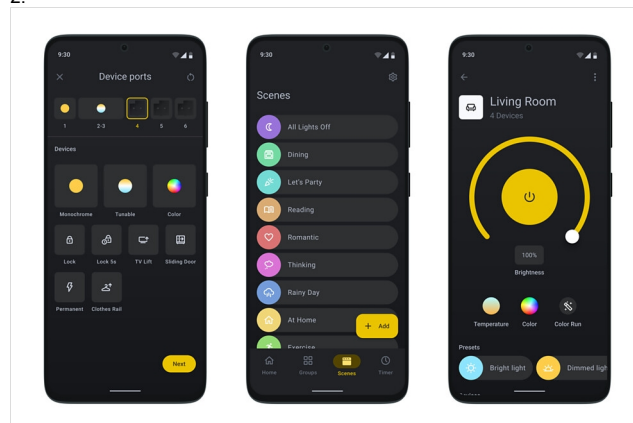 2.
9:30
Device ports
1 2-3 4 5 6
Devices
Monochrome Tunable Color
Lock Lock 5s TV Lift Sliding Door
Permanent Clothes Rail
Next
9:30
Scenes
All Lights Off
Dining
Let's Party
Reading
Romantic
Thinking
Rainy Day
At Home
+ Add
Exercise
Home Groups Scenes Timer
9:30
Living Room
4 Devices
100%
Brightness
Temperature Color Color Run
Presets
Bright light Dimmed ligh